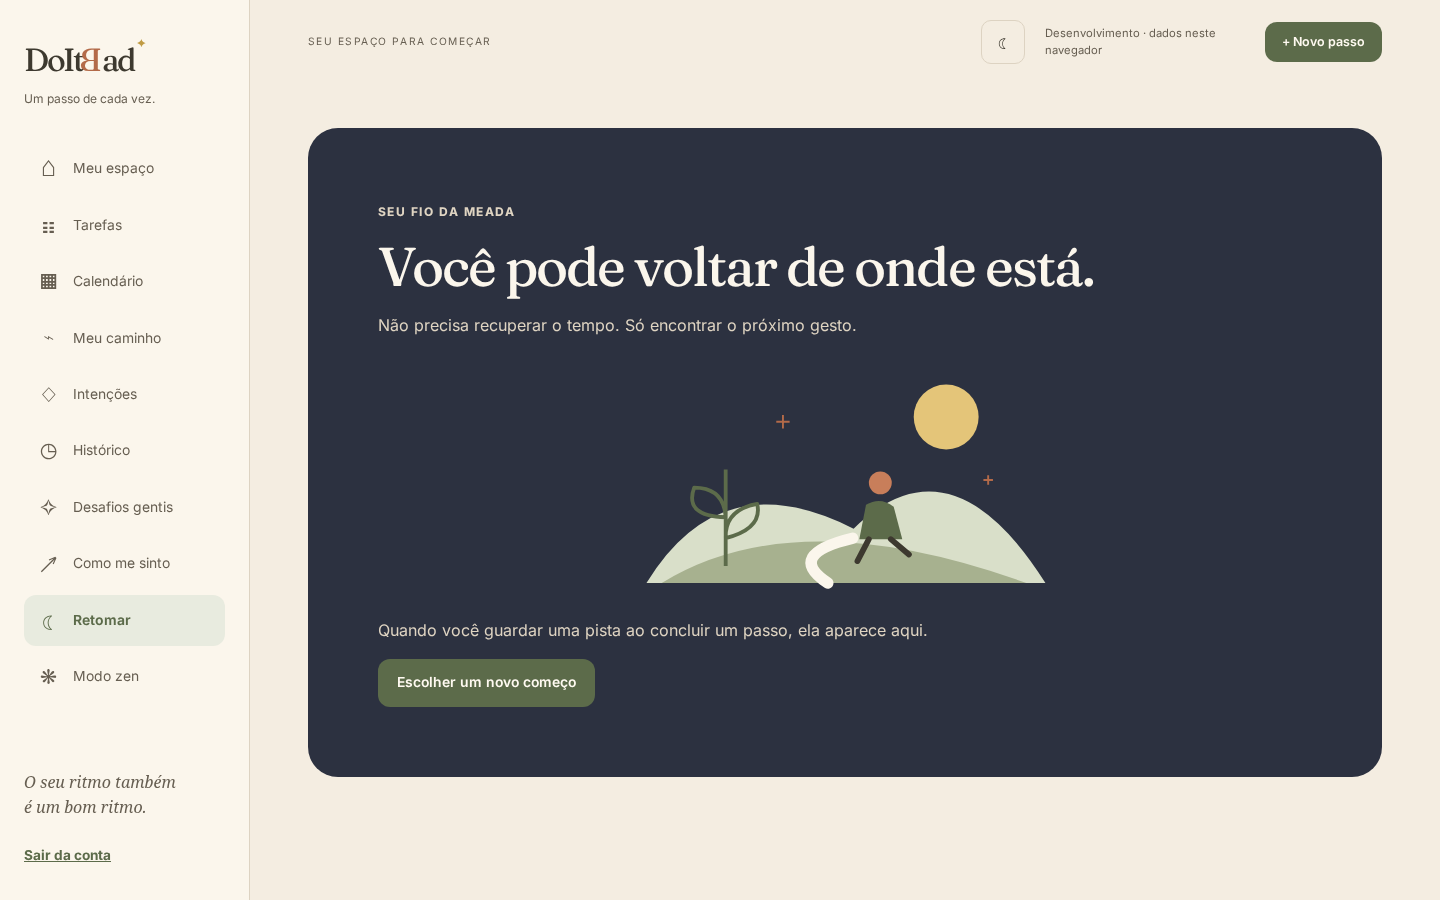 DoItBad
Um passo de cada vez.
Meu espaço
Tarefas
Calendário
Meu caminho
Intenções
Histórico
Desafios gentis
Como me sinto
Retomar
Modo zen
O seu ritmo também
é um bom ritmo.
Sair da conta
SEU ESPAÇO PARA COMEÇAR
Desenvolvimento · dados neste
navegador
+ Novo passo
SEU FIO DA MEADA
Você pode voltar de onde está.
Não precisa recuperar o tempo. Só encontrar o próximo gesto.
Quando você guardar uma pista ao concluir um passo, ela aparece aqui.
Escolher um novo começo